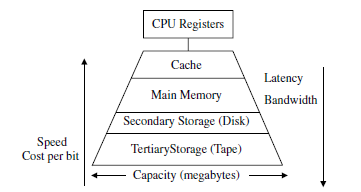 CPU Registers
Cache
Latency
Main Memory
Bandwidth
Secondary Storage (Disk)
Speed
Cost per bit
TertiaryStorage (Tape)
Capacity (megabytes)